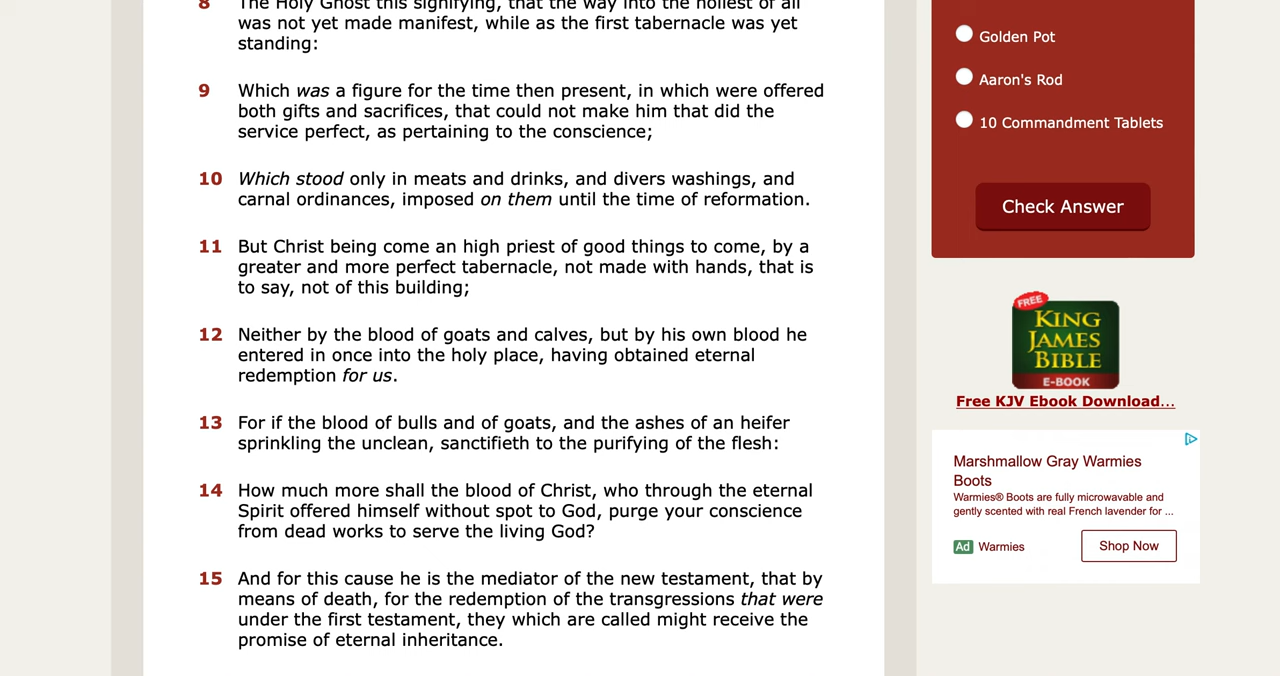 8 The Holy Ghost this signifying, that the way into the holiest of all
was not yet made manifest, while as the first tabernacle was yet
standing:
9 Which was a figure for the time then present, in which were offered
both gifts and sacrifices, that could not make him that did the
service perfect, as pertaining to the conscience;
10 Which stood only in meats and drinks, and divers washings, and
carnal ordinances, imposed on them until the time of reformation.
11 But Christ being come an high priest of good things to come, by a
greater and more perfect tabernacle, not made with hands, that is
to say, not of this building;
12 Neither by the blood of goats and calves, but by his own blood he
entered in once into the holy place, having obtained eternal
redemption for us.
13 For if the blood of bulls and of goats, and the ashes of an heifer
sprinkling the unclean, sanctifieth to the purifying of the flesh:
14 How much more shall the blood of Christ, who through the eternal
Spirit offered himself without spot to God, purge your conscience
from dead works to serve the living God?
15 And for this cause he is the mediator of the new testament, that by
means of death, for the redemption of the transgressions that were
under the first testament, they which are called might receive the
promise of eternal inheritance.
Golden Pot
Aaron's Rod
10 Commandment Tablets
Check Answer
FREE
KING
JAMES
BIBLE
E-BOOK
Free KJV Ebook Download...
Marshmallow Gray Warmies
Boots
Warmies® Boots are fully microwavable and
gently scented with real French lavender for ...
Ad Warmies
Shop Now